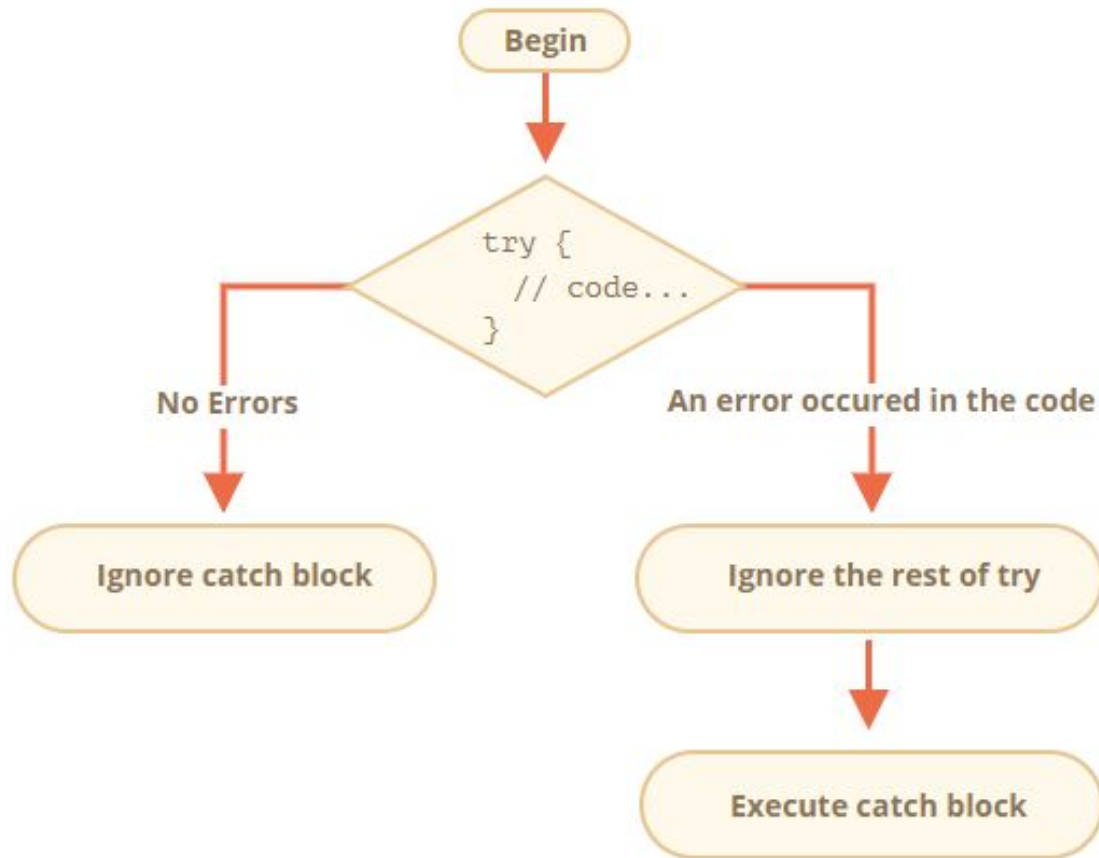 Begin
try {
// code...
}
No Errors
An error occured in the code
Ignore catch block
Ignore the rest of try
Execute catch block